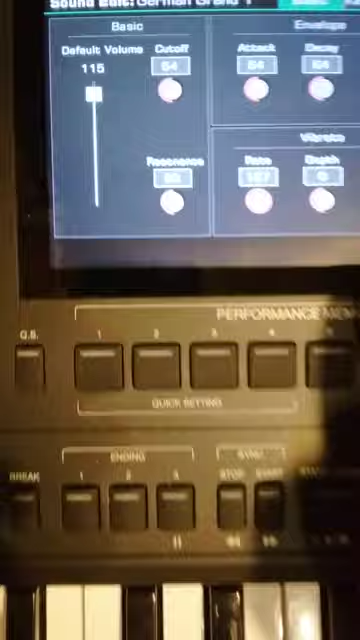 Sound Edit: German Grand 1
Basic
Envelope
Default Volume
Cutoff
Attack
Decay
115
64
64
64
Vibrato
Resonance
Rate
Depth
PERFORMANCE
Q.S.
1
2
3
4
QUICK SETTING
ENDING
SYNC
BREAK
1
2
3
STOP
START